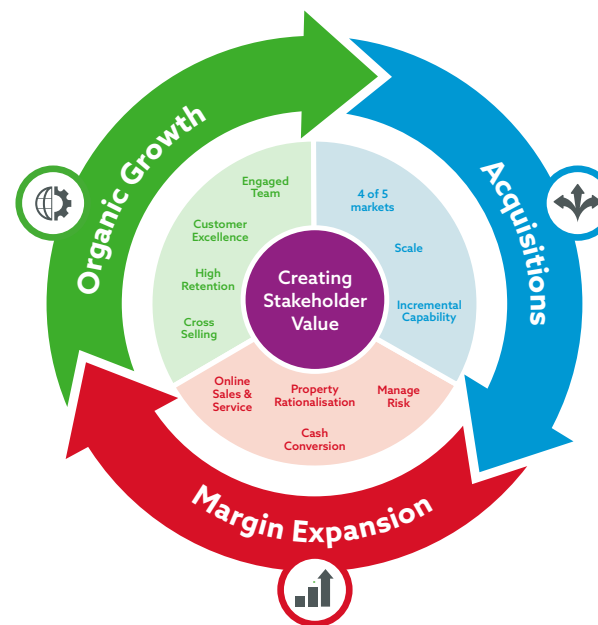 Organic Growth
Acquisitions
Margin Expansion
Engaged
Team
Customer
Excellence
High
Retention
Cross
Selling
4 of 5
markets
Scale
Incremental
Capability
Creating
Stakeholder
Value
Online
Sales &
Service
Property
Rationalisation
Manage
Risk
Cash
Conversion